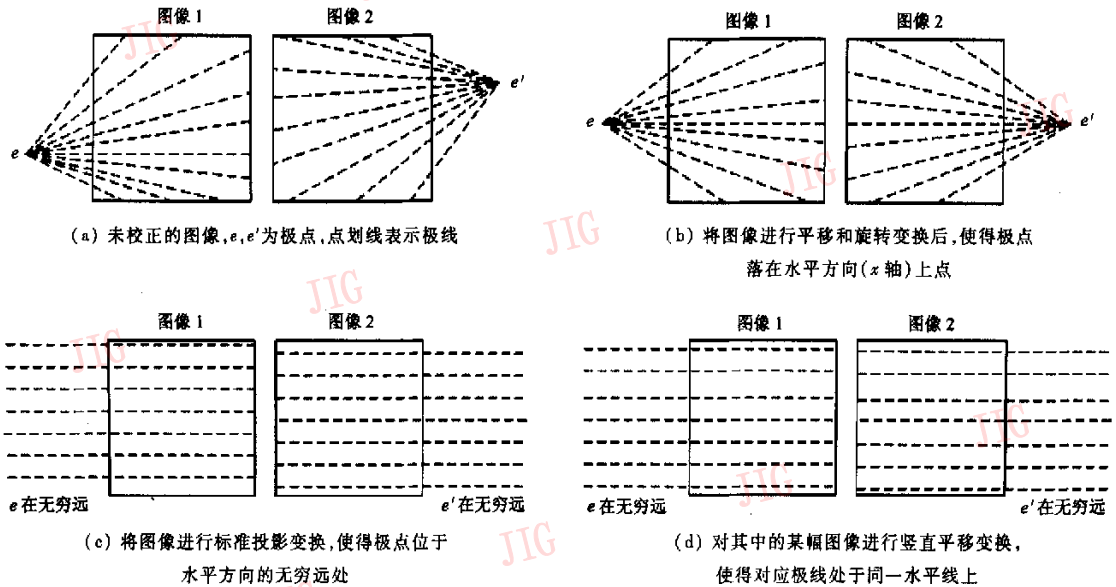 图像 1
图像 2
e
e′
(a) 未校正的图像,e,e′为极点,点划线表示极线
图像 1
图像 2
e
e′
(b) 将图像进行平移和旋转变换后,使得极点
落在水平方向(x 轴)上点
图像 1
图像 2
e 在无穷远
e′在无穷远
(c) 将图像进行标准投影变换,使得极点位于
水平方向的无穷远处
图像 1
图像 2
e 在无穷远
e′在无穷远
(d) 对其中的某幅图像进行竖直平移变换,
使得对应极线处于同一水平线上
JIG
JIG
JIG
JIG
JIG
JIG
JIG
JIG
JIG